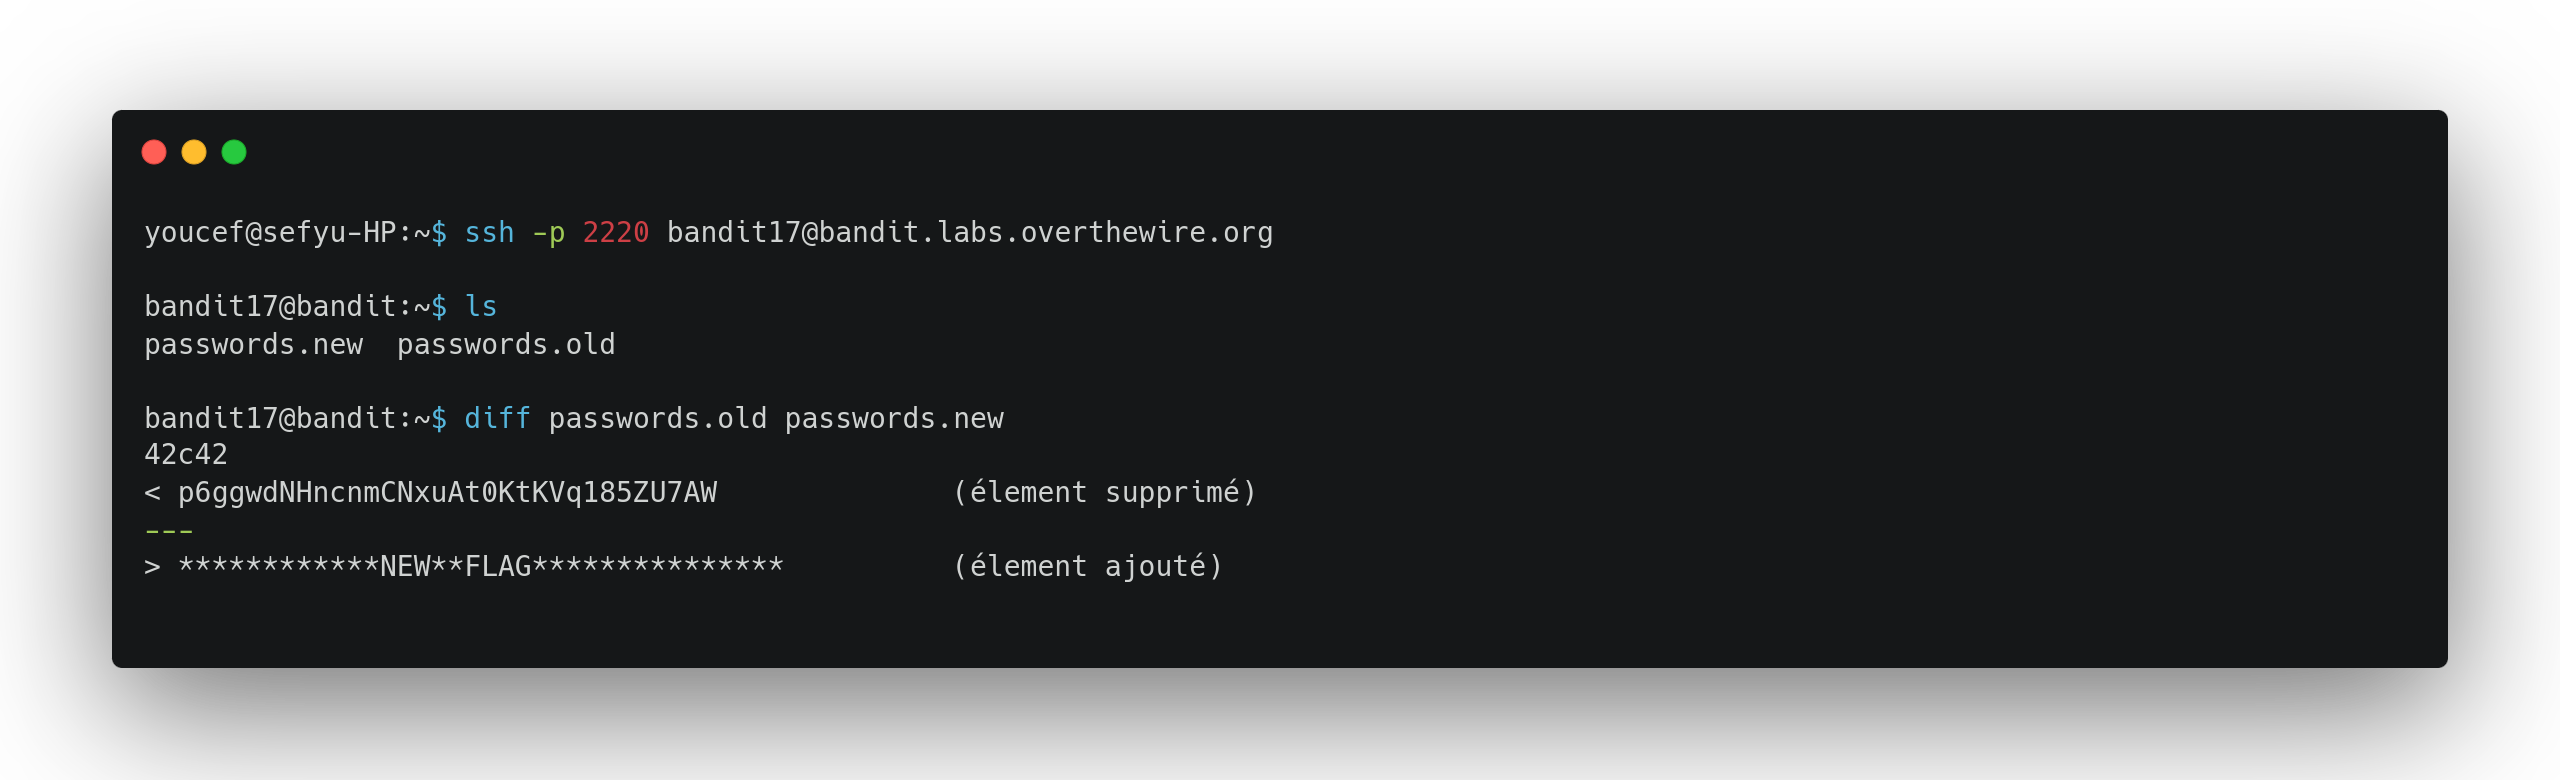 youcef@sefyu-HP:~$ ssh -p 2220 bandit17@bandit.labs.overthewire.org
bandit17@bandit:~$ ls
passwords.new  passwords.old
bandit17@bandit:~$ diff passwords.old passwords.new
42c42
< p6ggwdNHncnmCNxuAt0KtKVq185ZU7AW              (élement supprimé)
---
> ************NEW**FLAG***************          (élement ajouté)